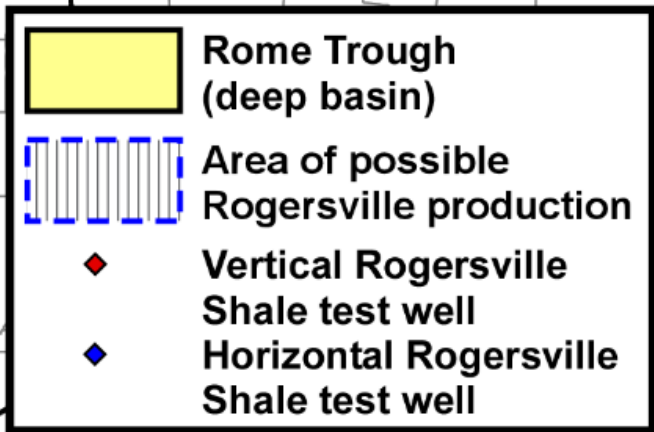 Rome Trough
(deep basin)
Area of possible
Rogersville production
Vertical Rogersville
Shale test well
Horizontal Rogersville
Shale test well